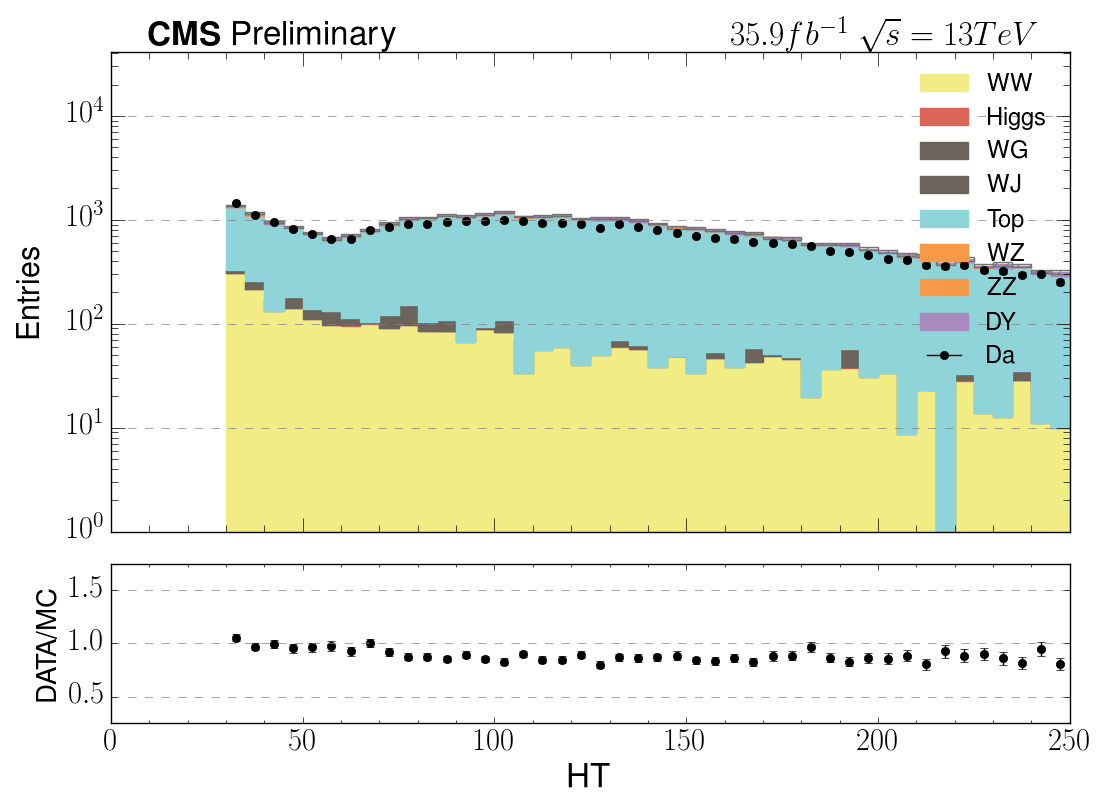 CMS Preliminary 35.9fb⁻¹ √s = 13TeV
Entries
10⁴
10³
10²
10¹
10⁰
WW
Higgs
WG
WJ
Top
WZ
ZZ
DY
Da
DATA/MC
1.5
1.0
0.5
0 50 100 150 200 250
HT